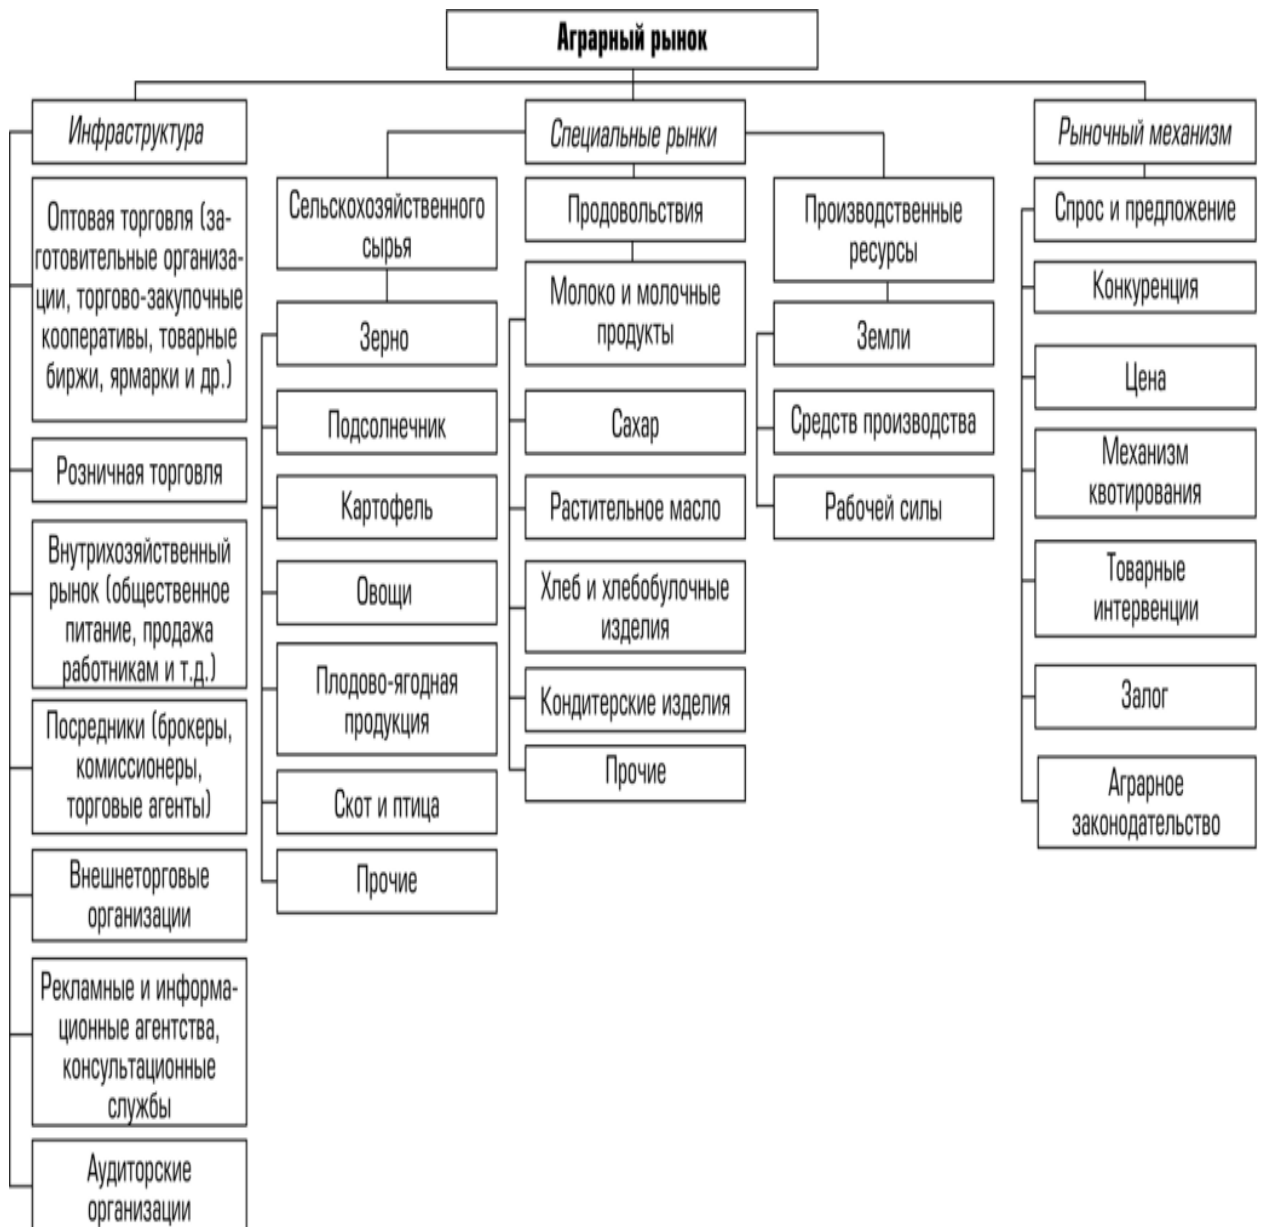 Аграрный рынок
Инфраструктура
Оптовая торговля (за-
готовительные организа-
ции, торгово-закупочные
кооперативы, товарные
биржи, ярмарки и др.)
Розничная торговля
Внутрихозяйственный
рынок (общественное
питание, продажа
работникам и т.д.)
Посредники (брокеры,
комиссионеры,
торговые агенты)
Внешнеторговые
организации
Рекламные и информа-
ционные агентства,
консультационные
службы
Аудиторские
организации
Специальные рынки
Сельскохозяйственного
сырья
Зерно
Подсолнечник
Картофель
Овощи
Плодово-ягодная
продукция
Скот и птица
Прочие
Продовольствия
Молоко и молочные
продукты
Сахар
Растительное масло
Хлеб и хлебобулочные
изделия
Кондитерские изделия
Прочие
Производственные
ресурсы
Земли
Средств производства
Рабочей силы
Рыночный механизм
Спрос и предложение
Конкуренция
Цена
Механизм
квотирования
Товарные
интервенции
Залог
Аграрное
законодательство